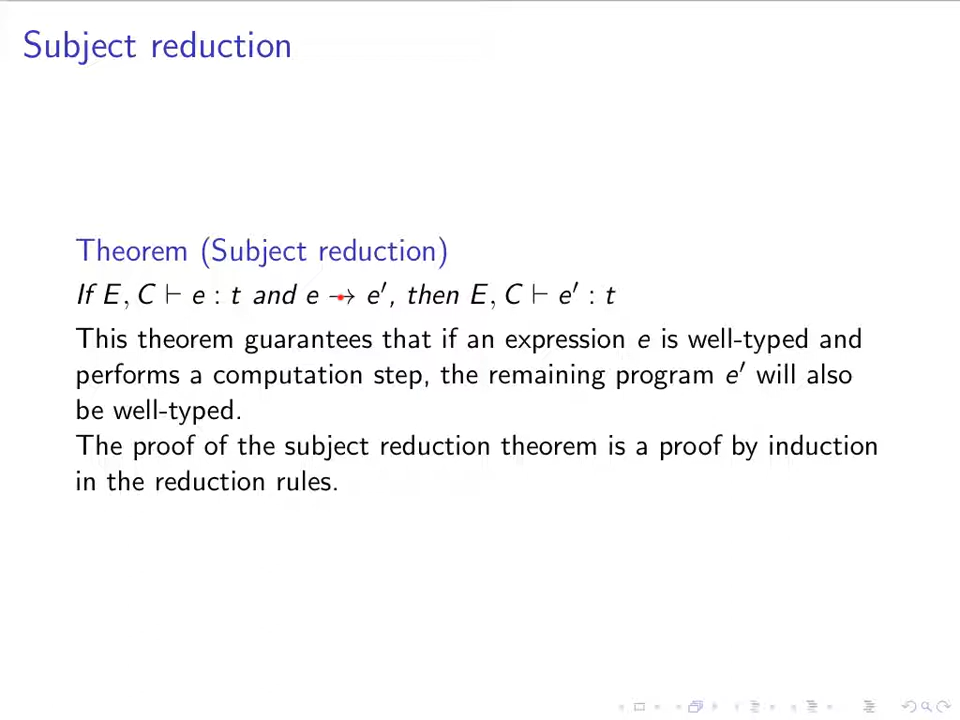 Subject reduction
Theorem (Subject reduction)
If E, C ⊢ e : t and e → e′, then E, C ⊢ e′ : t
This theorem guarantees that if an expression e is well-typed and
performs a computation step, the remaining program e′ will also
be well-typed.
The proof of the subject reduction theorem is a proof by induction
in the reduction rules.